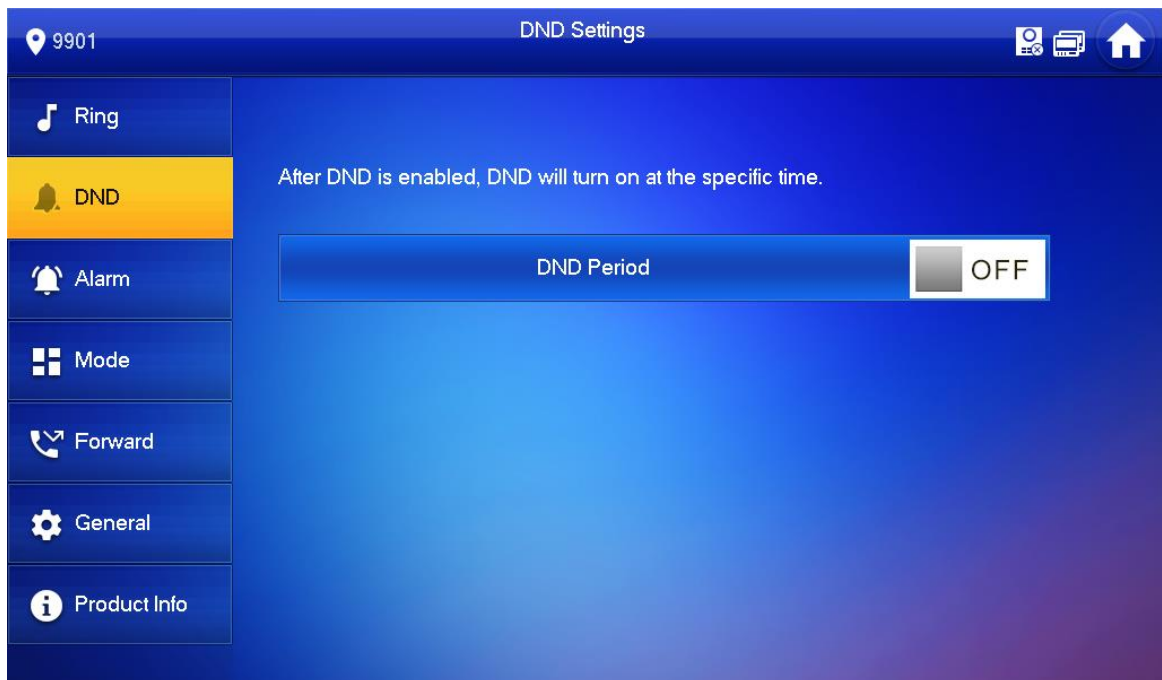 9901
DND Settings
Ring
DND
Alarm
Mode
Forward
General
Product Info
After DND is enabled, DND will turn on at the specific time.
DND Period
OFF